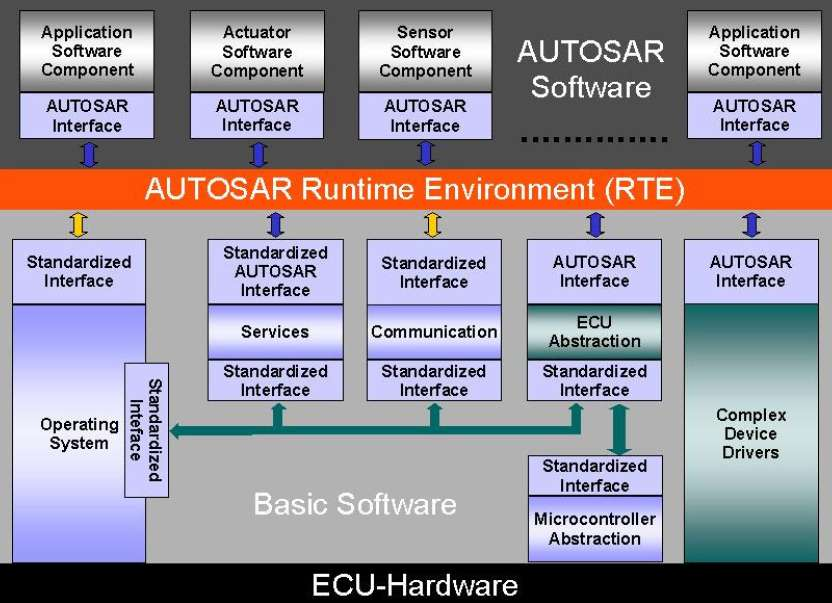 Application
Software
Component
AUTOSAR
Interface
Actuator
Software
Component
AUTOSAR
Interface
Sensor
Software
Component
AUTOSAR
Interface
AUTOSAR
Software
Application
Software
Component
AUTOSAR
Interface
AUTOSAR Runtime Environment (RTE)
Standardized
Interface
Operating
System
Standardized
Inteface
Standardized
AUTOSAR
Interface
Services
Standardized
Interface
Standardized
Interface
Communication
Standardized
Interface
AUTOSAR
Interface
ECU
Abstraction
Standardized
Interface
Standardized
Interface
Microcontroller
Abstraction
AUTOSAR
Interface
Complex
Device
Drivers
Basic Software
ECU-Hardware